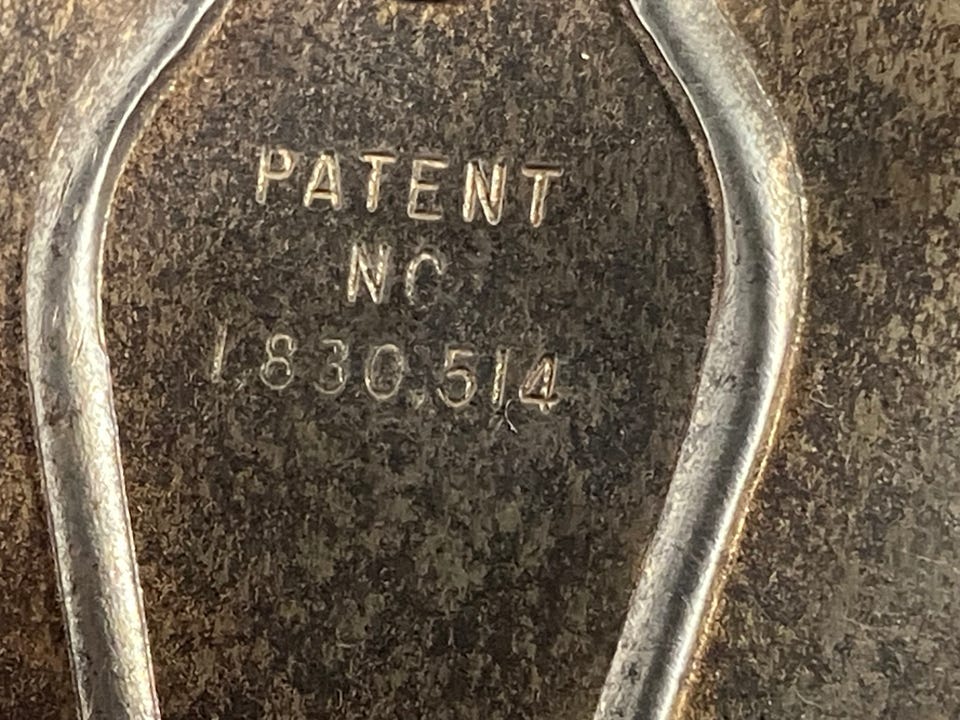 PATENT
NO
1,830,514